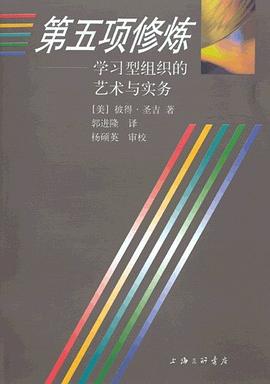 第五项修炼
——学习型组织的
艺术与实务
[美]彼得·圣吉 著
郭进隆 译
杨硕英 审校
上海三联书店